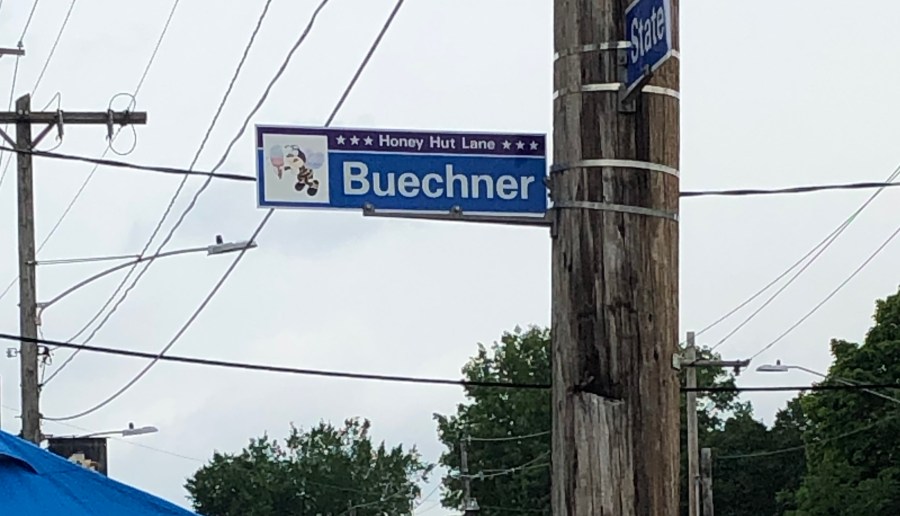 State
★★★ Honey Hut Lane ★★★
Buechner